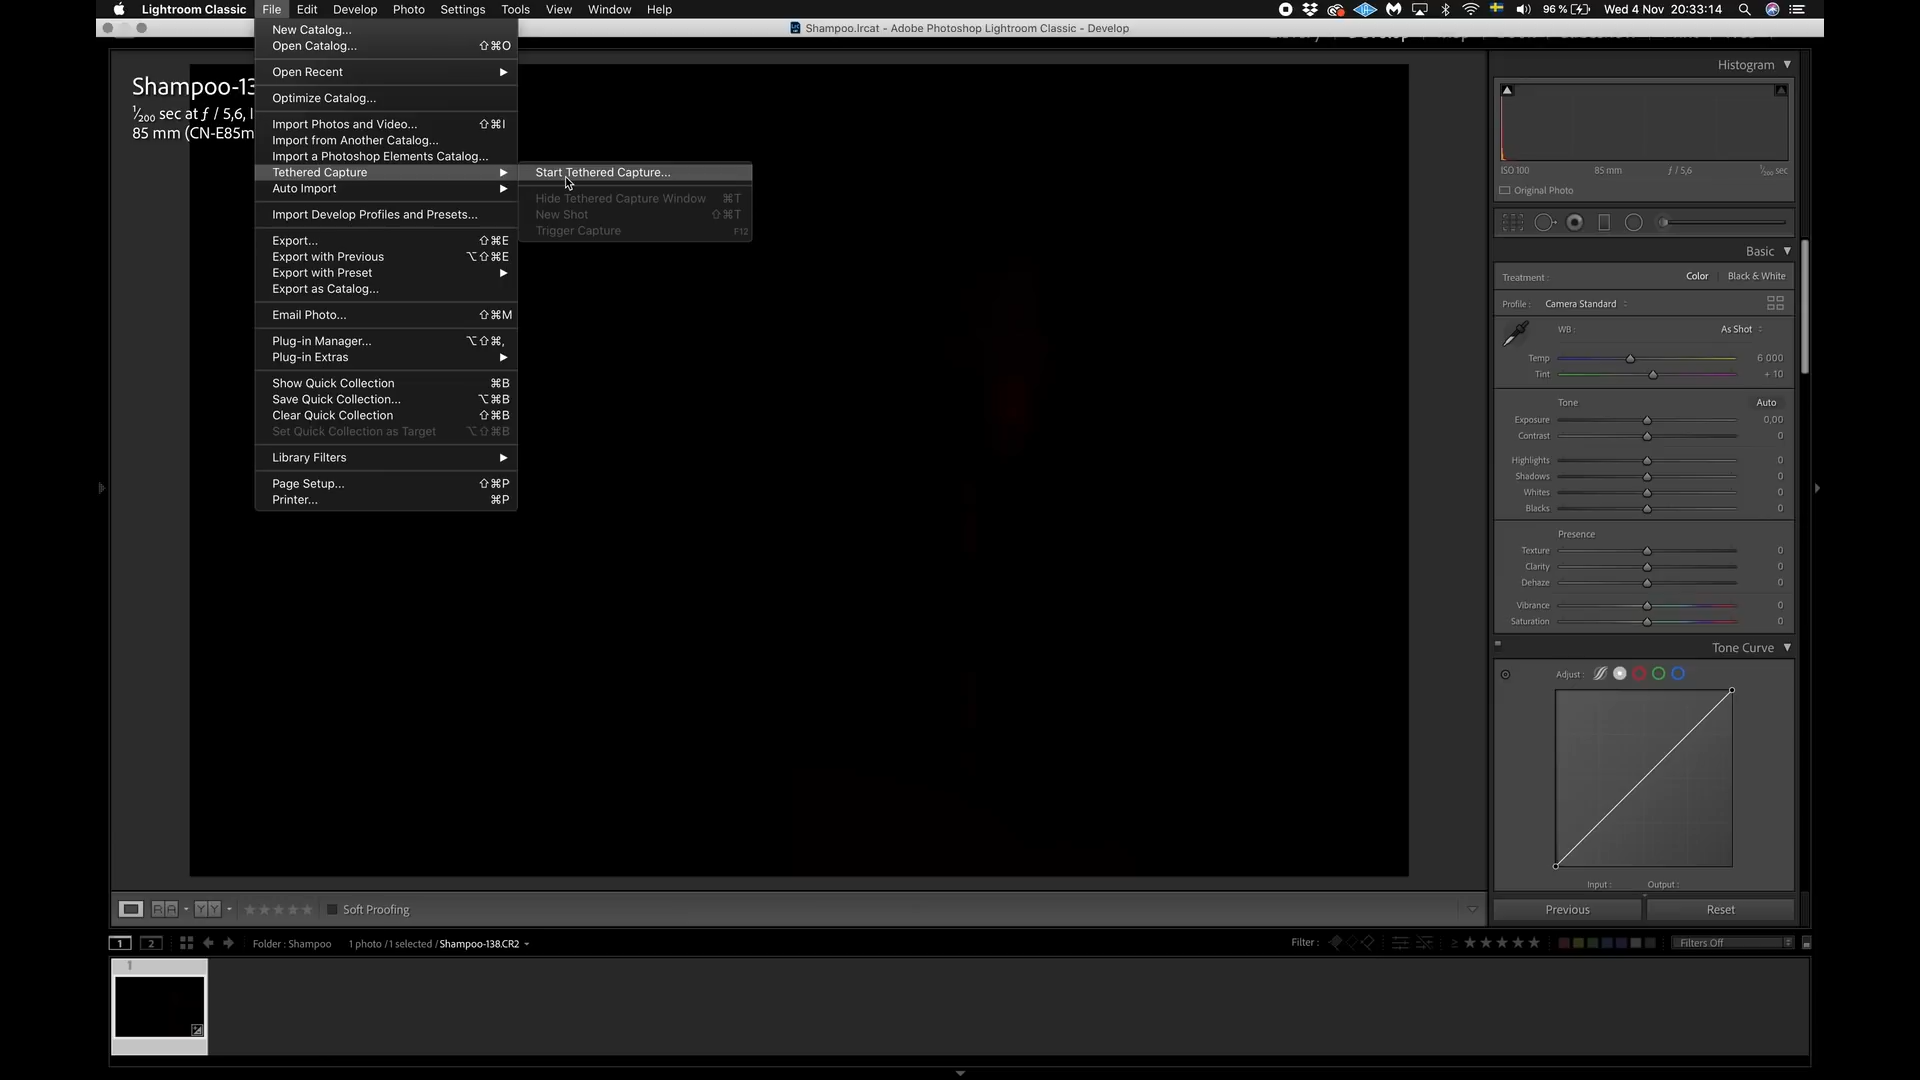 Lightroom Classic File Edit Develop Photo Settings Tools View Window Help 96 % Wed 4 Nov 20:33:14
Shampoo.lrcat - Adobe Photoshop Lightroom Classic - Develop
New Catalog...
Open Catalog... ⇧⌘O
Open Recent ▶
Optimize Catalog...
Import Photos and Video... ⇧⌘I
Import from Another Catalog...
Import a Photoshop Elements Catalog...
Tethered Capture ▶
Auto Import ▶
Import Develop Profiles and Presets...
Export... ⇧⌘E
Export with Previous ⌥⇧⌘E
Export with Preset ▶
Export as Catalog...
Email Photo... ⇧⌘M
Plug-in Manager... ⌥⇧⌘,
Plug-in Extras ▶
Show Quick Collection ⌘B
Save Quick Collection... ⌥⌘B
Clear Quick Collection ⇧⌘B
Set Quick Collection as Target ⌥⇧⌘B
Library Filters ▶
Page Setup... ⇧⌘P
Printer... ⌘P
Start Tethered Capture...
Hide Tethered Capture Window ⌘T
New Shot ⇧⌘T
Trigger Capture F12
Shampoo-13
1/200 sec at ƒ / 5,6, I
85 mm (CN-E85m
Histogram ▼
ISO 100 85 mm ƒ / 5,6 1/200 sec
Original Photo
Basic ▼
Treatment : Color Black & White
Profile : Camera Standard
WB : As Shot
Temp 6 000
Tint + 10
Tone Auto
Exposure 0,00
Contrast 0
Highlights 0
Shadows 0
Whites 0
Blacks 0
Presence
Texture 0
Clarity 0
Dehaze 0
Vibrance 0
Saturation 0
Tone Curve ▼
Adjust :
Input : Output :
Previous Reset
RA YY Soft Proofing
1 2 Folder : Shampoo 1 photo / 1 selected / Shampoo-138.CR2 Filter : ≥ Filters Off
1